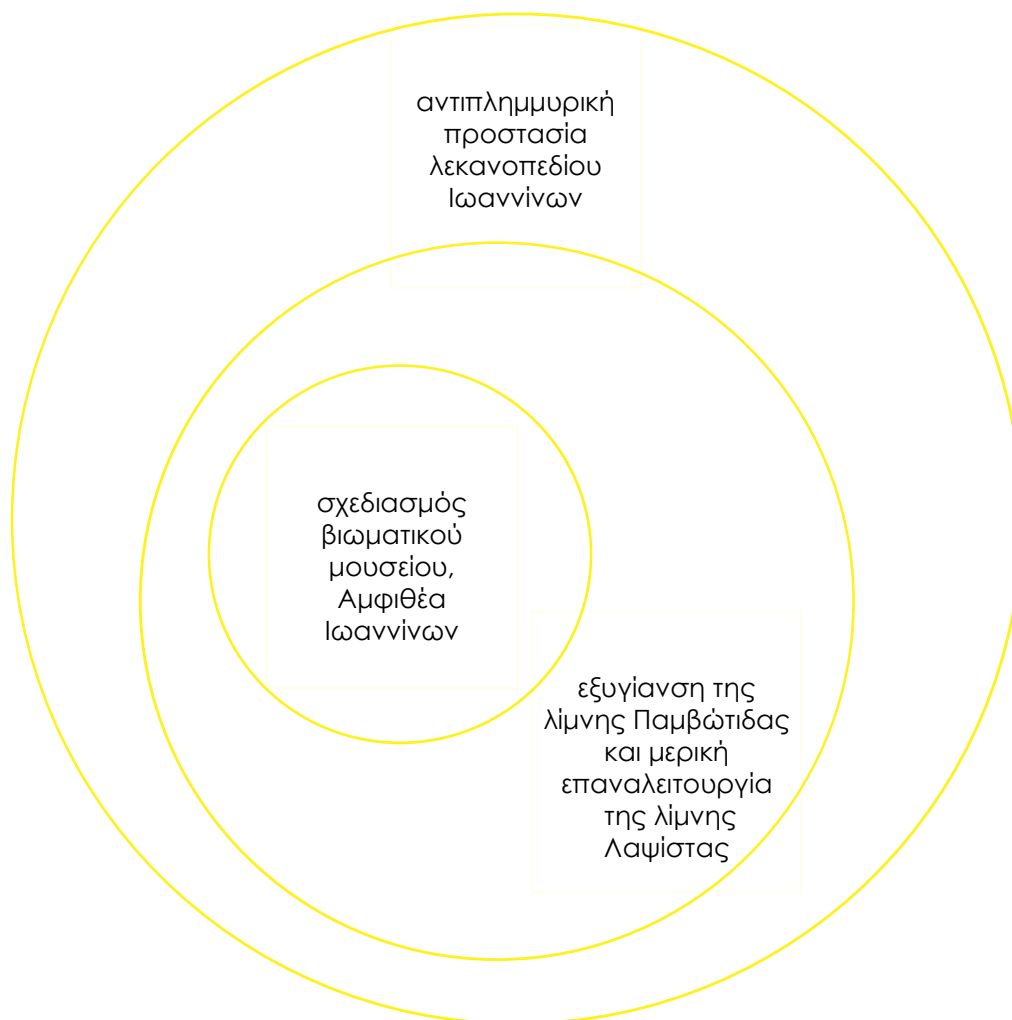 αντιπλημμυρική
προστασία
λεκανοπεδίου
Ιωαννίνων
σχεδιασμός
βιωματικού
μουσείου,
Αμφιθέα
Ιωαννίνων
εξυγίανση της
λίμνης Παμβώτιδας
και μερική
επαναλειτουργία
της λίμνης
Λαψίστας